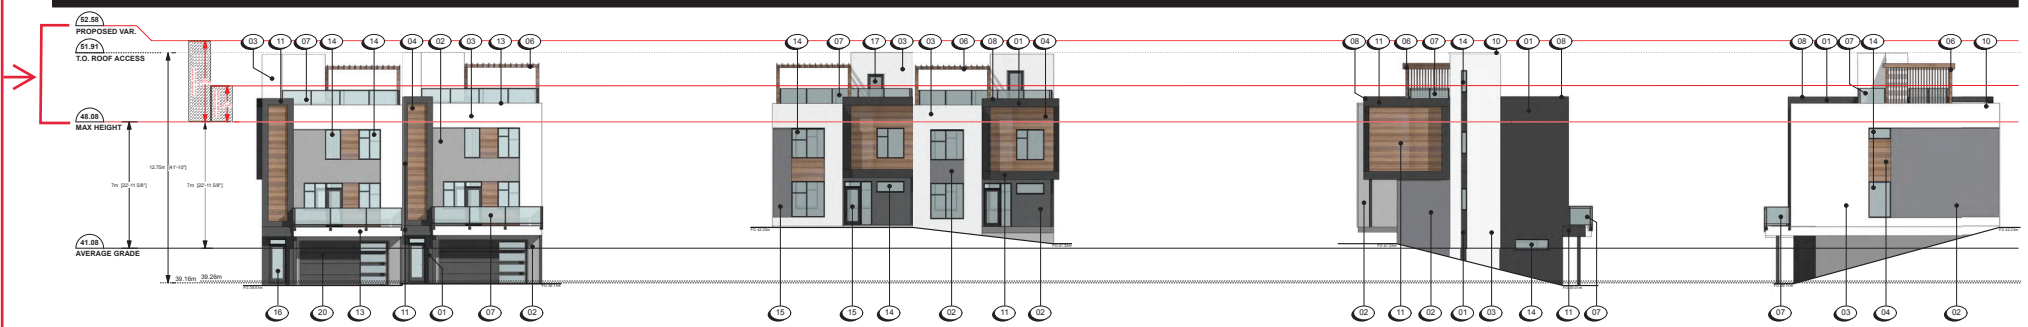 52.58
PROPOSED VAR.
51.91
T.O. ROOF ACCESS
48.08
MAX HEIGHT
41.08
AVERAGE GRADE
12.75m [41'-10"]
7m [22'-11 5/8"]
7m [22'-11 5/8"]
39.16m 39.26m
03 11 07 14 14 04 02 03 13 06
16 20 13 11 01 07 02
14 07 17 03 03 06 08 01 04
15 15 14 02 11 02
08 11 06 07 14 10 01 08
02 11 02 01 03 14 11 07
08 01 07 14 06 10
07 03 04 02